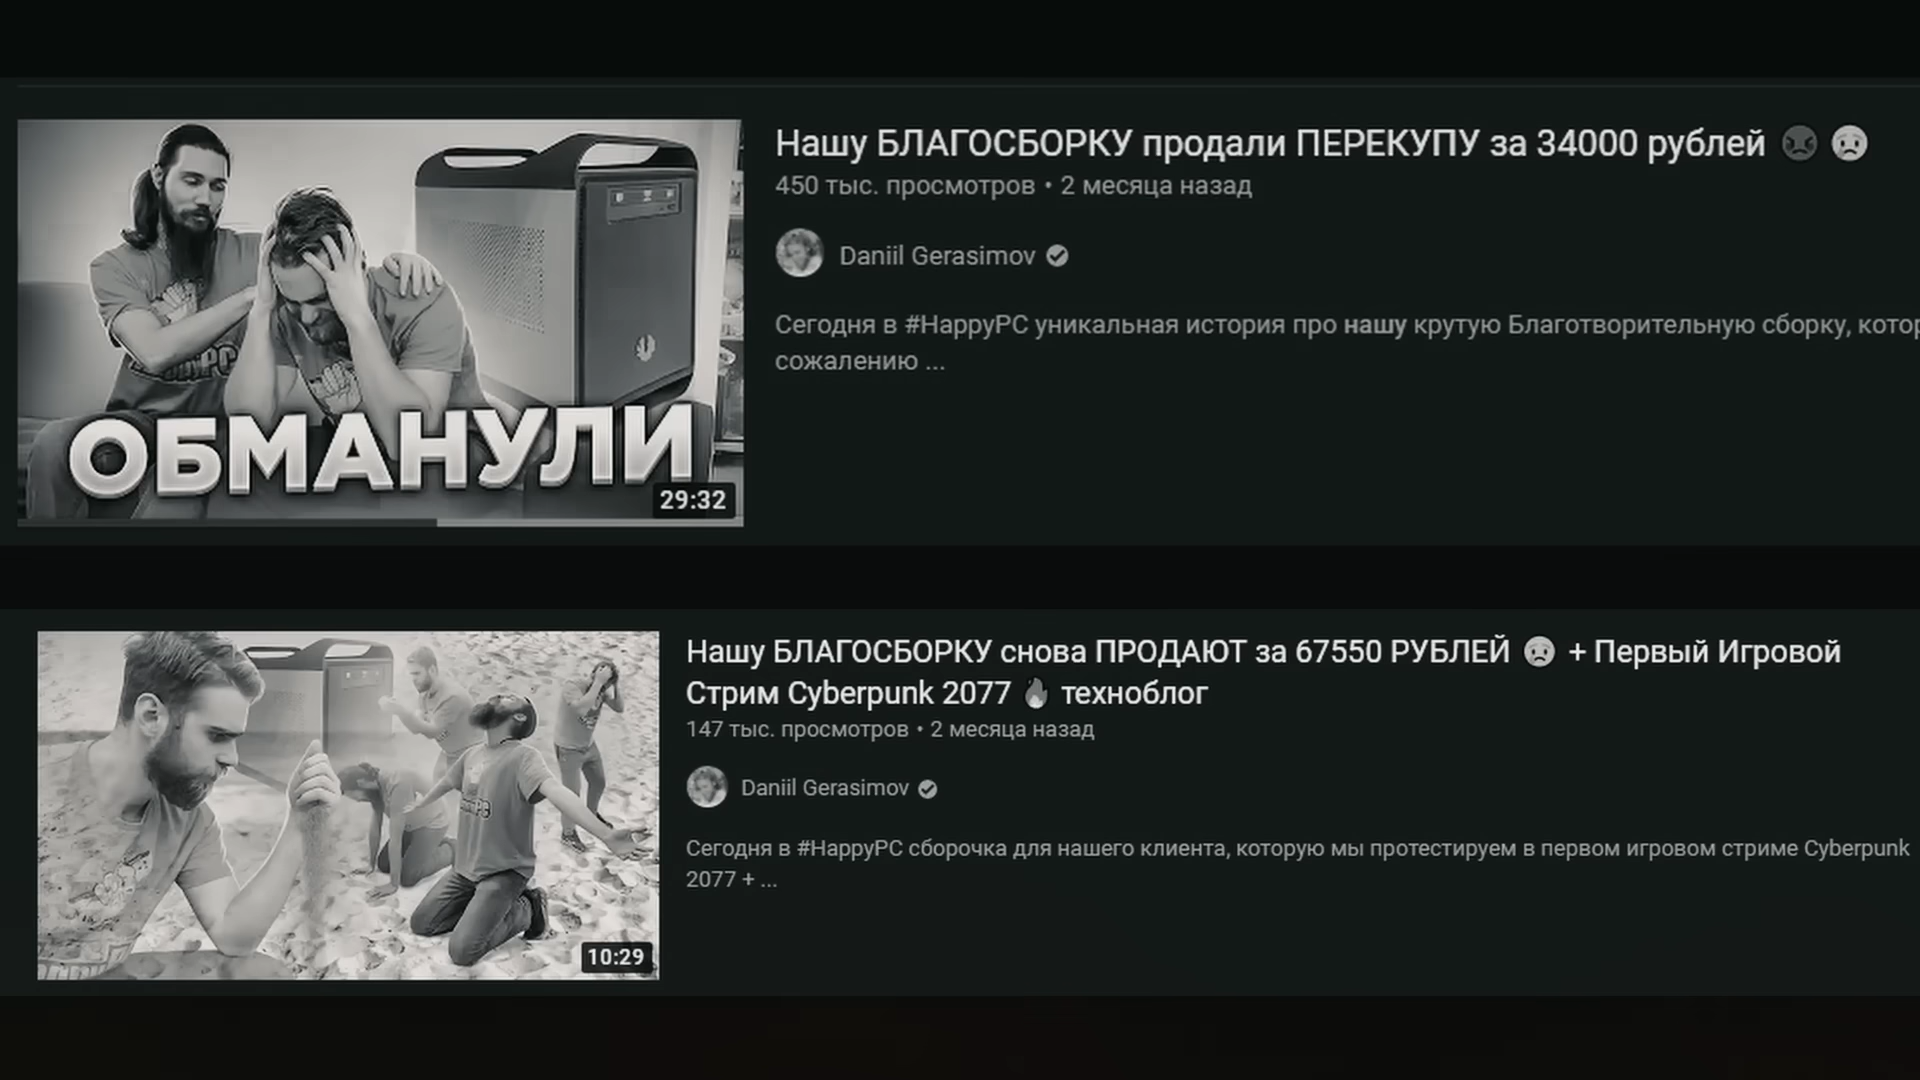 Нашу БЛАГОСБОРКУ продали ПЕРЕКУПУ за 34000 рублей
450 тыс. просмотров • 2 месяца назад
Daniil Gerasimov
Сегодня в #HappyPC уникальная история про нашу крутую Благотворительную сборку, котор
сожалению ...
ОБМАНУЛИ
29:32
Нашу БЛАГОСБОРКУ снова ПРОДАЮТ за 67550 РУБЛЕЙ 😥 + Первый Игровой
Стрим Cyberpunk 2077 🔥 техноблог
147 тыс. просмотров • 2 месяца назад
Daniil Gerasimov
Сегодня в #HappyPC сборочка для нашего клиента, которую мы протестируем в первом игровом стриме Cyberpunk
2077 + ...
10:29